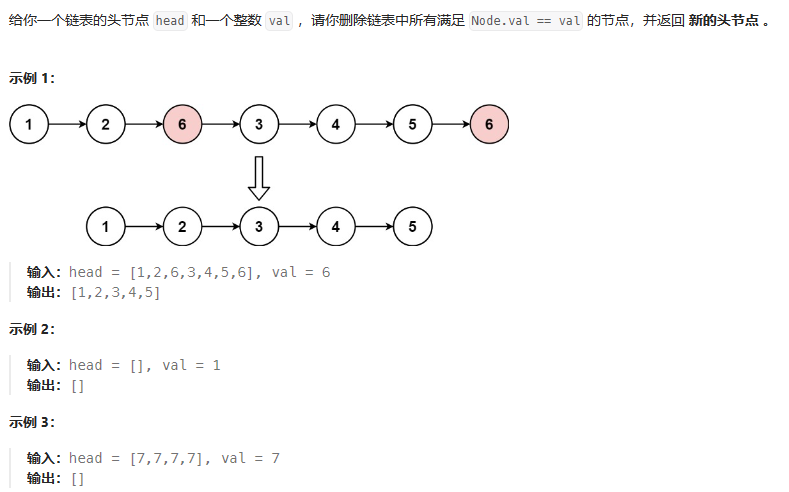 给你一个链表的头节点 head 和一个整数 val ，请你删除链表中所有满足 Node.val == val 的节点，并返回 新的头节点 。
示例 1：
1 2 6 3 4 5 6
1 2 3 4 5
输入：head = [1,2,6,3,4,5,6], val = 6
输出：[1,2,3,4,5]
示例 2：
输入：head = [], val = 1
输出：[]
示例 3：
输入：head = [7,7,7,7], val = 7
输出：[]